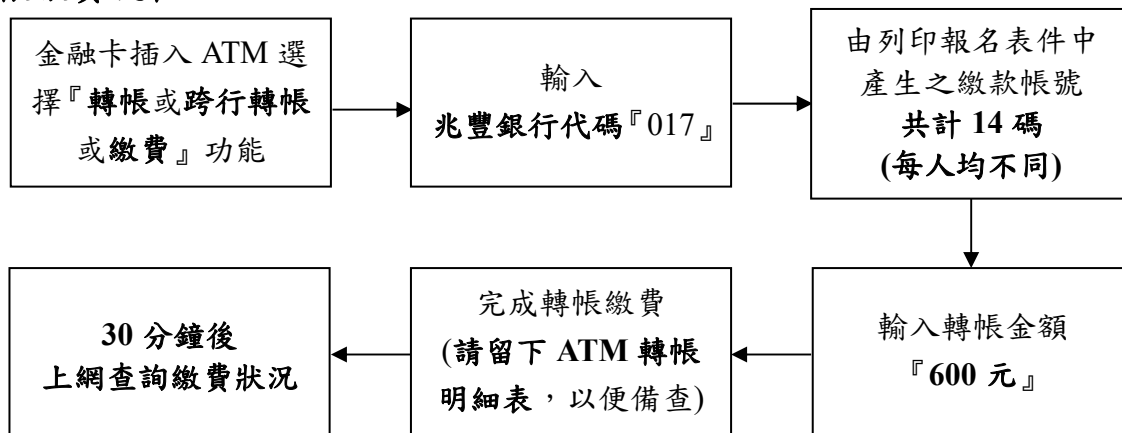 金融卡插入 ATM 選
擇『轉帳或跨行轉帳
或繳費』功能
輸入
兆豐銀行代碼『017』
由列印報名表件中
產生之繳款帳號
共計 14 碼
(每人均不同)
輸入轉帳金額
『600 元』
完成轉帳繳費
(請留下 ATM 轉帳
明細表，以便備查)
30 分鐘後
上網查詢繳費狀況